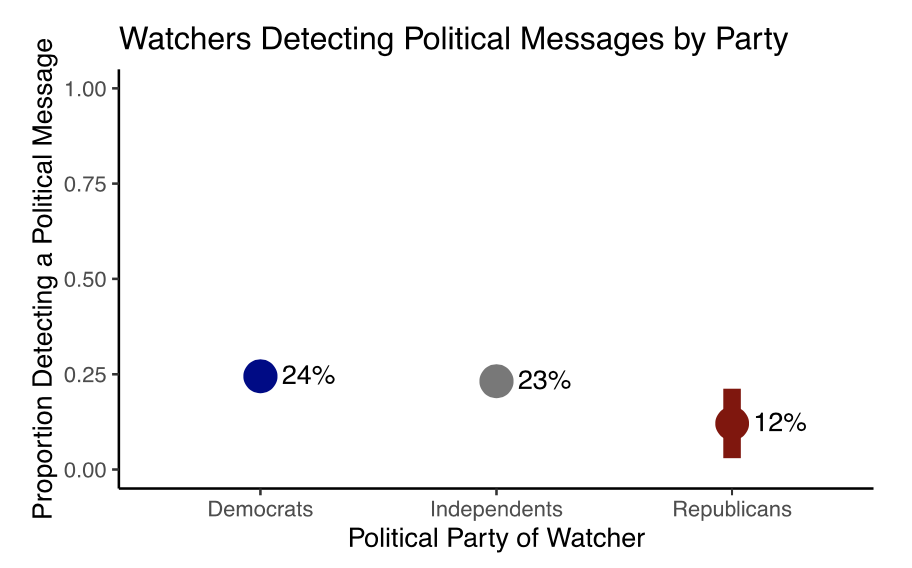 Watchers Detecting Political Messages by Party
Proportion Detecting a Political Message
1.00
0.75
0.50
0.25
0.00
24%
23%
12%
Democrats
Independents
Republicans
Political Party of Watcher